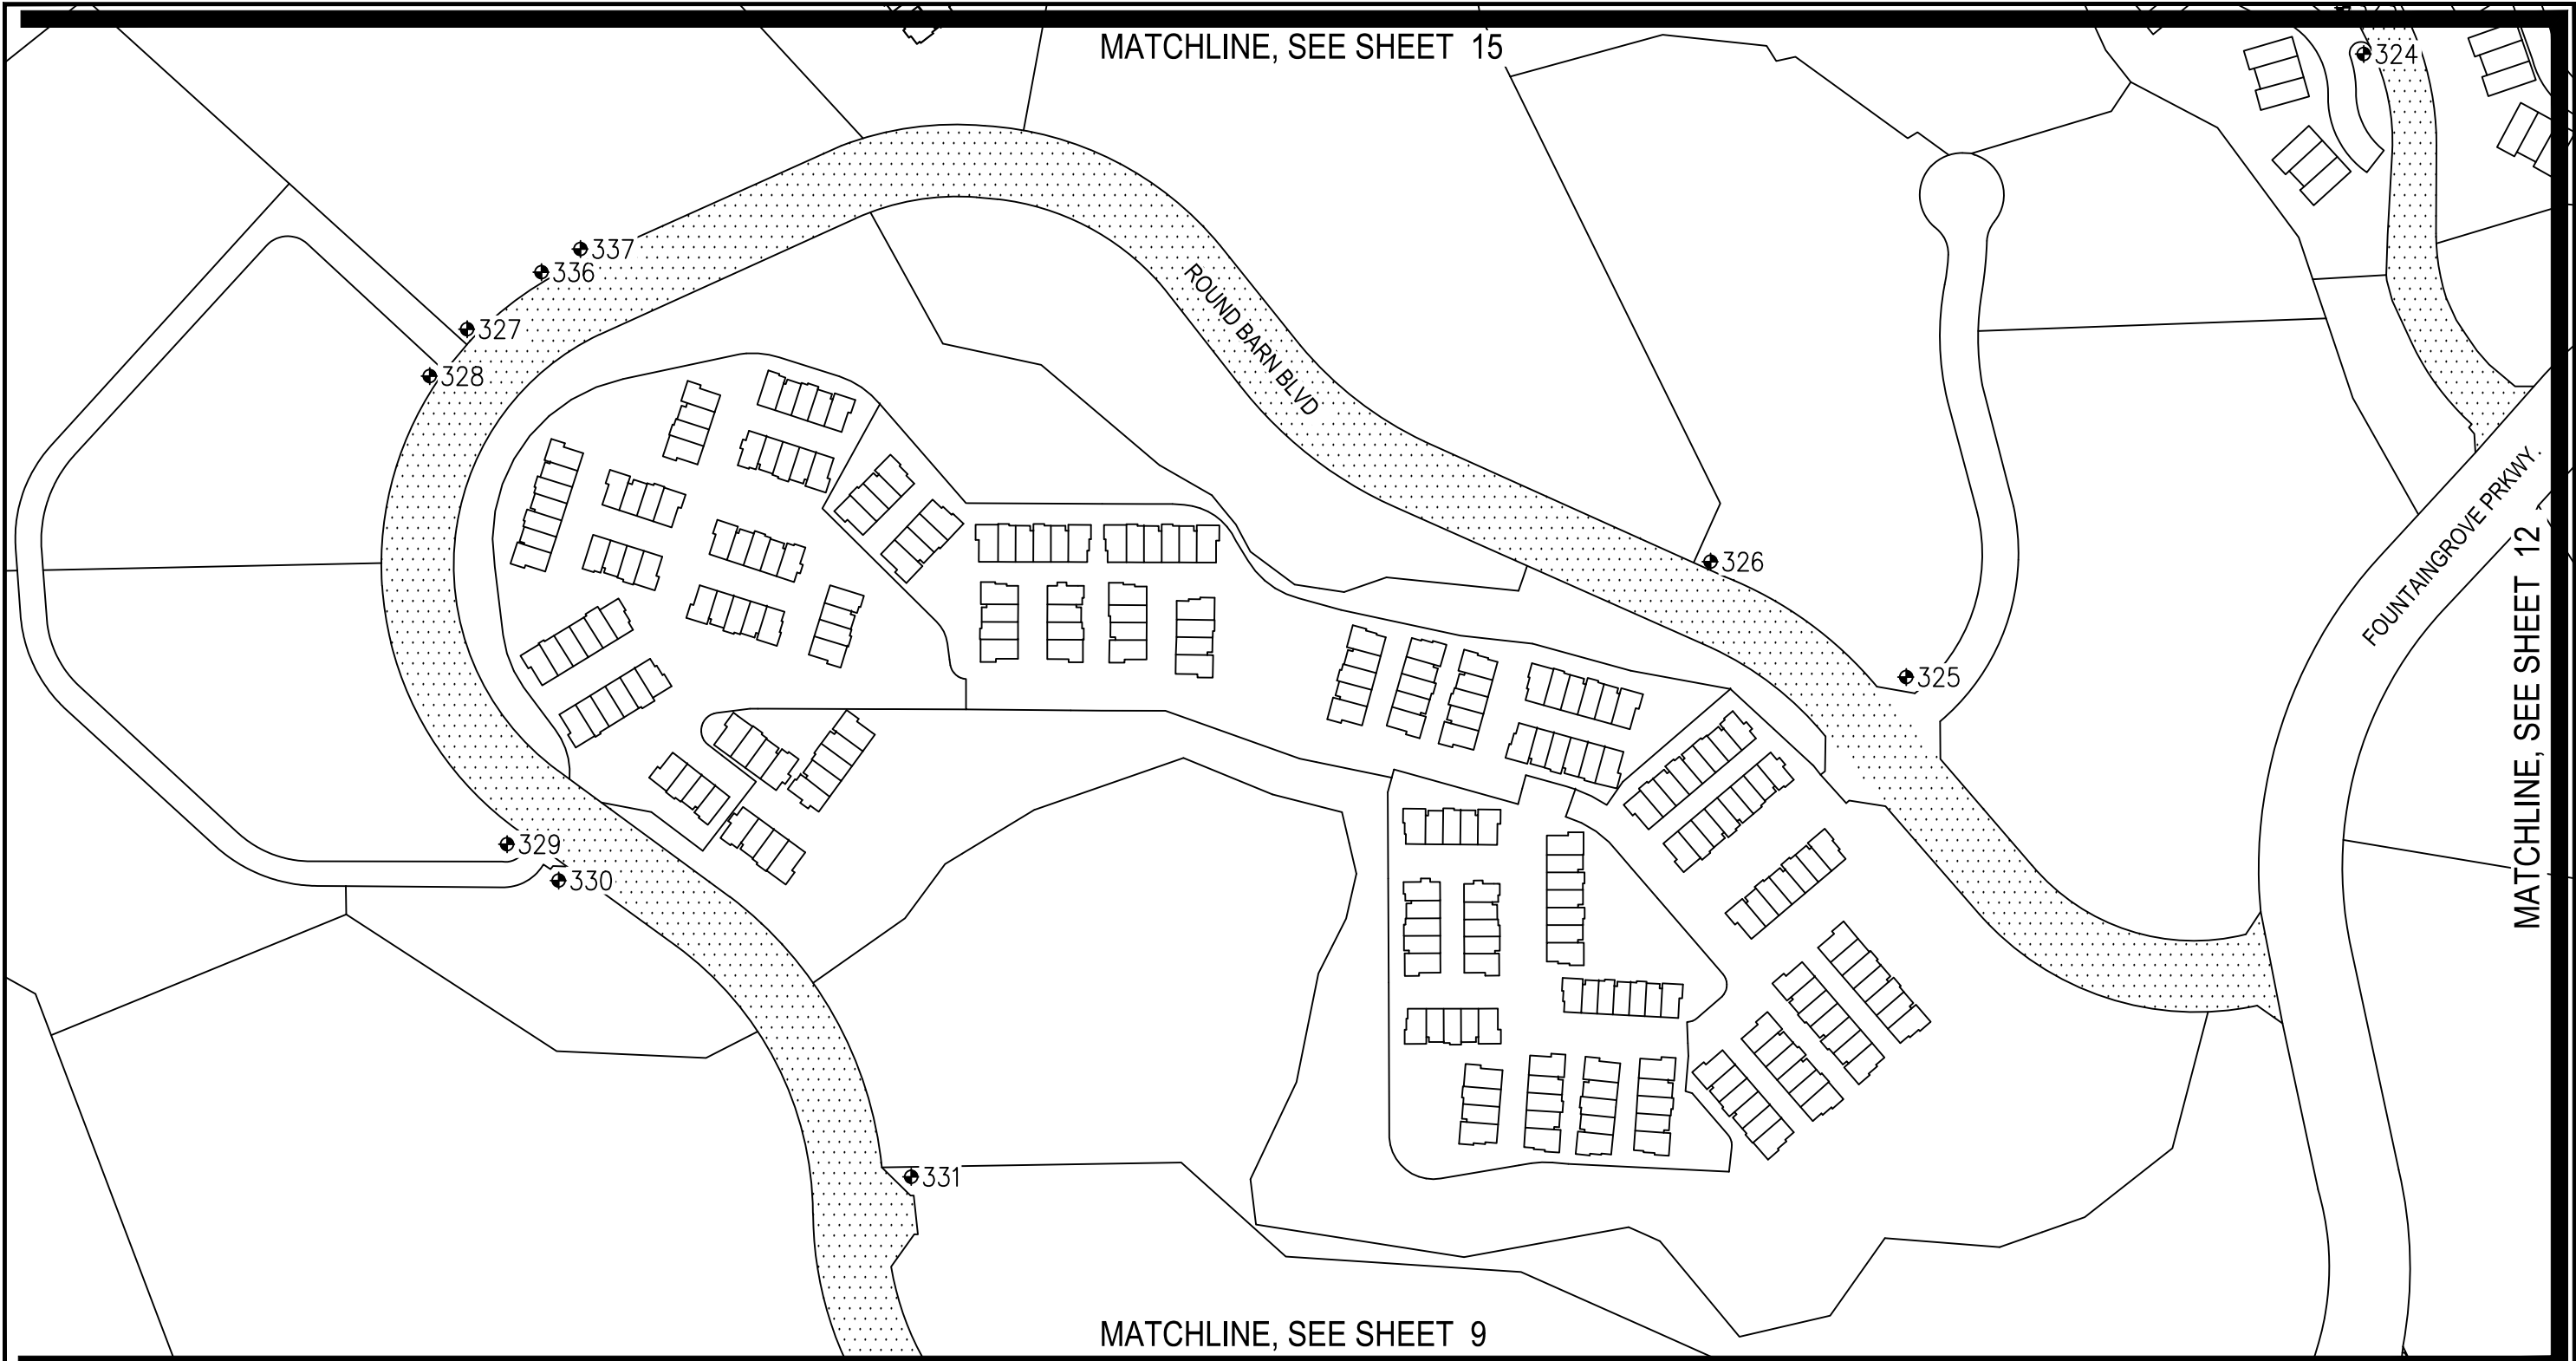 MATCHLINE, SEE SHEET 15
324
337
336
ROUND BARN BLVD
327
328
FOUNTAINGROVE PRKWY.
326
MATCHLINE, SEE SHEET 12
325
329
330
331
MATCHLINE, SEE SHEET 9